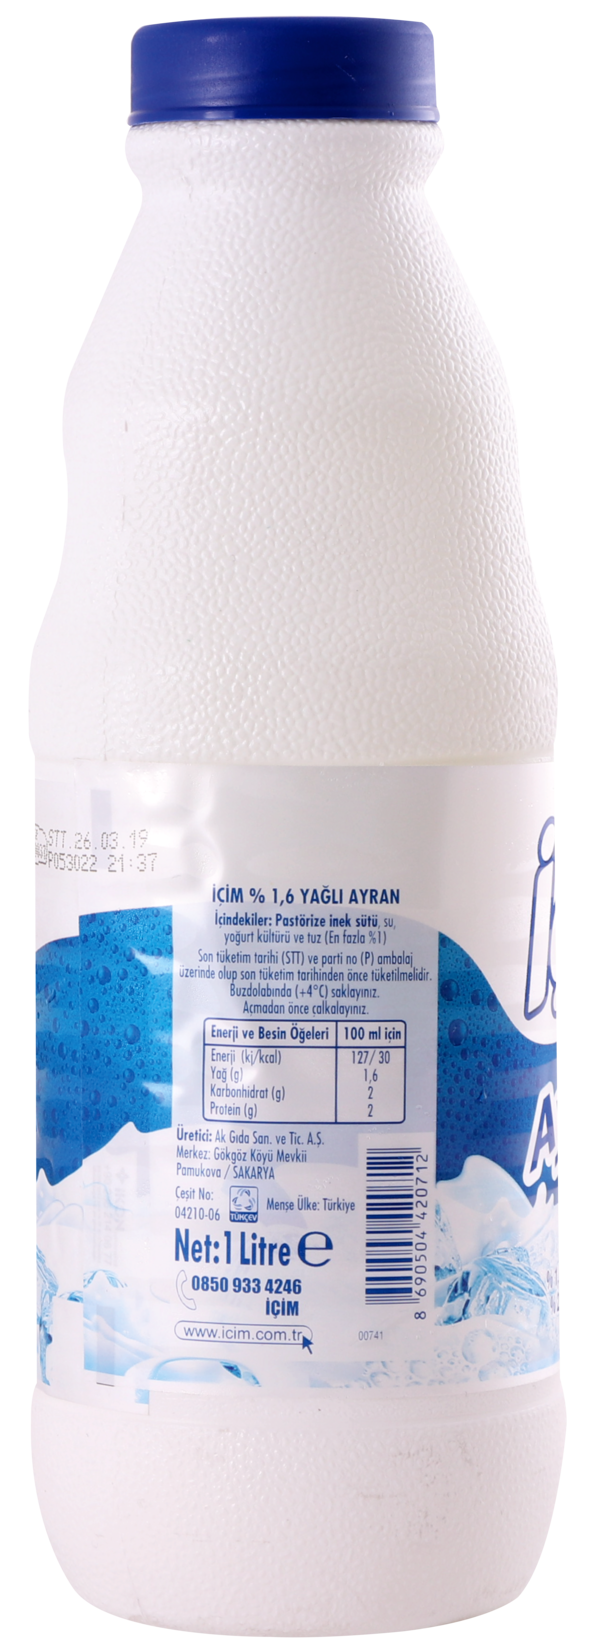 STT.26.03.19
P053022 21:37
İÇİM % 1,6 YAĞLI AYRAN
İçindekiler: Pastörize inek sütü, su,
yoğurt kültürü ve tuz (En fazla %1)
Son tüketim tarihi (STT) ve parti no (P) ambalaj
üzerinde olup son tüketim tarihinden önce tüketilmelidir.
Buzdolabında (+4°C) saklayınız.
Açmadan önce çalkalayınız.
Enerji ve Besin Öğeleri 100 ml için
Enerji (kj/kcal) 127/30
Yağ (g) 1,6
Karbonhidrat (g) 2
Protein (g) 2
Üretici: Ak Gıda San. ve Tic. A.Ş.
Merkez: Gökgöz Köyü Mevkii
Pamukova / SAKARYA
Çeşit No:
04210-06
TÜKÇEV
Menşe Ülke: Türkiye
Net:1 Litre e
0850 933 4246
İÇİM
www.icim.com.tr
00741
8 690504 420712